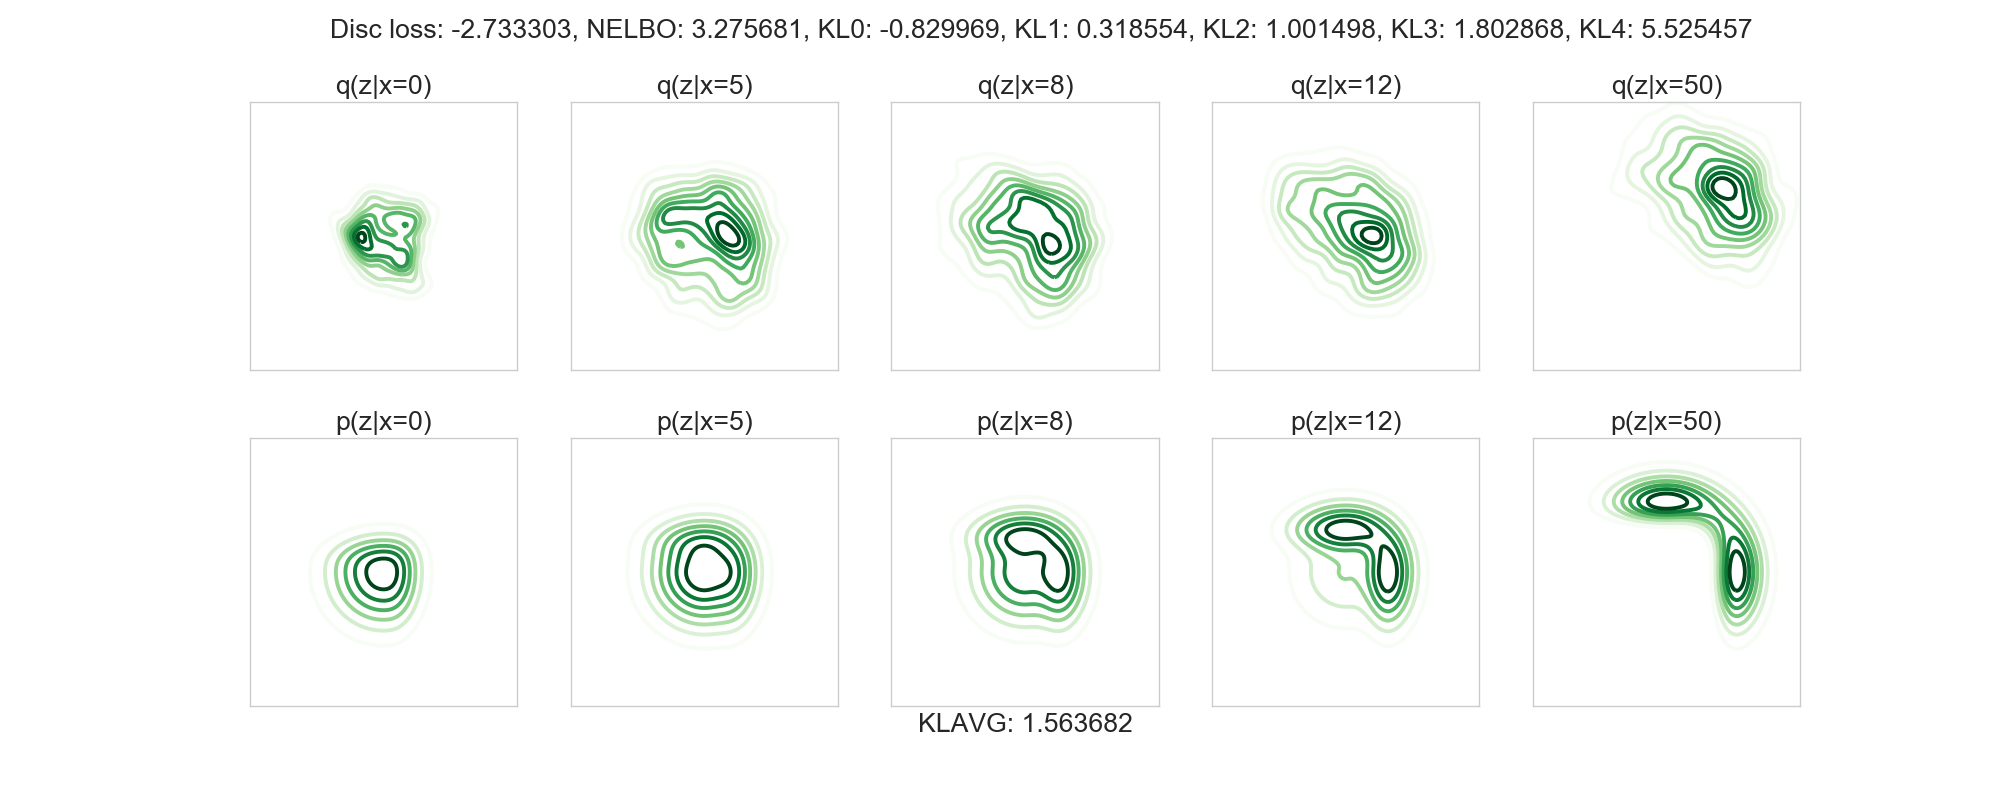 Disc loss: -2.733303, NELBO: 3.275681, KL0: -0.829969, KL1: 0.318554, KL2: 1.001498, KL3: 1.802868, KL4: 5.525457
q(z|x=0) q(z|x=5) q(z|x=8) q(z|x=12) q(z|x=50)
p(z|x=0) p(z|x=5) p(z|x=8) p(z|x=12) p(z|x=50)
KLAVG: 1.563682